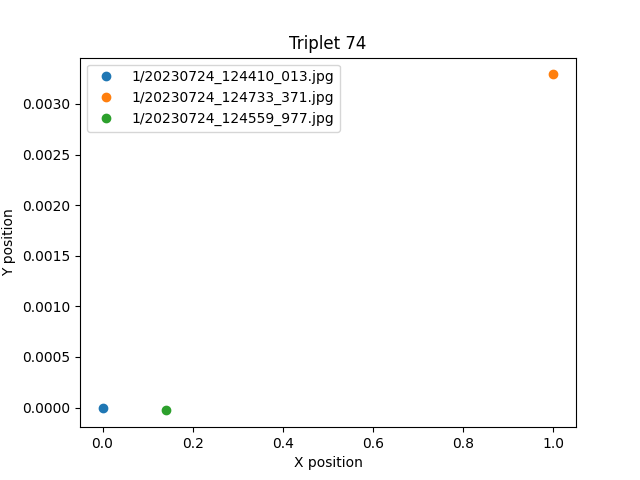 Triplet 74
1/20230724_124410_013.jpg
1/20230724_124733_371.jpg
1/20230724_124559_977.jpg
0.0030
0.0025
0.0020
0.0015
0.0010
0.0005
0.0000
Y position
0.0 0.2 0.4 0.6 0.8 1.0
X position